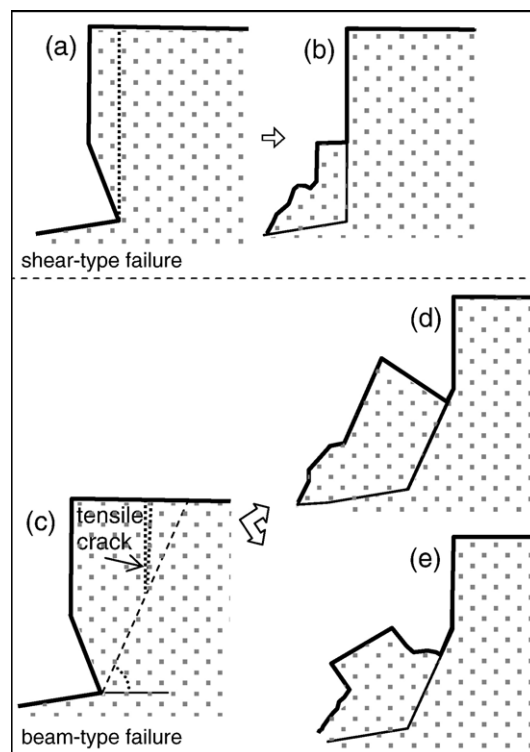 (a)
(b)
shear-type failure
(d)
(c)
tensile
crack
(e)
beam-type failure